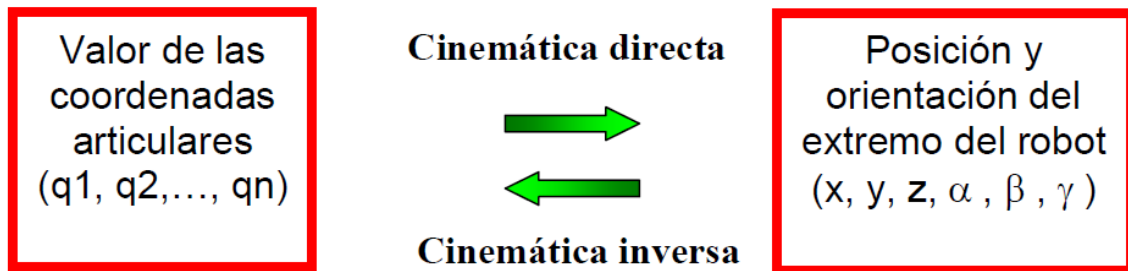 Valor de las
coordenadas
articulares
(q1, q2,..., qn)
Cinemática directa
Cinemática inversa
Posición y
orientación del
extremo del robot
(x, y, z, α , β , γ )